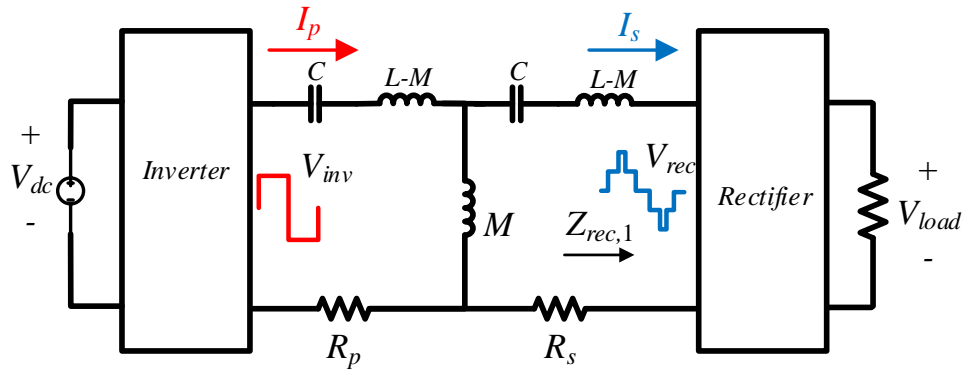 I_p
I_s
C
L-M
C
L-M
+
V_dc
-
Inverter
V_inv
M
V_rec
Z_rec,1
Rectifier
+
V_load
-
R_p
R_s